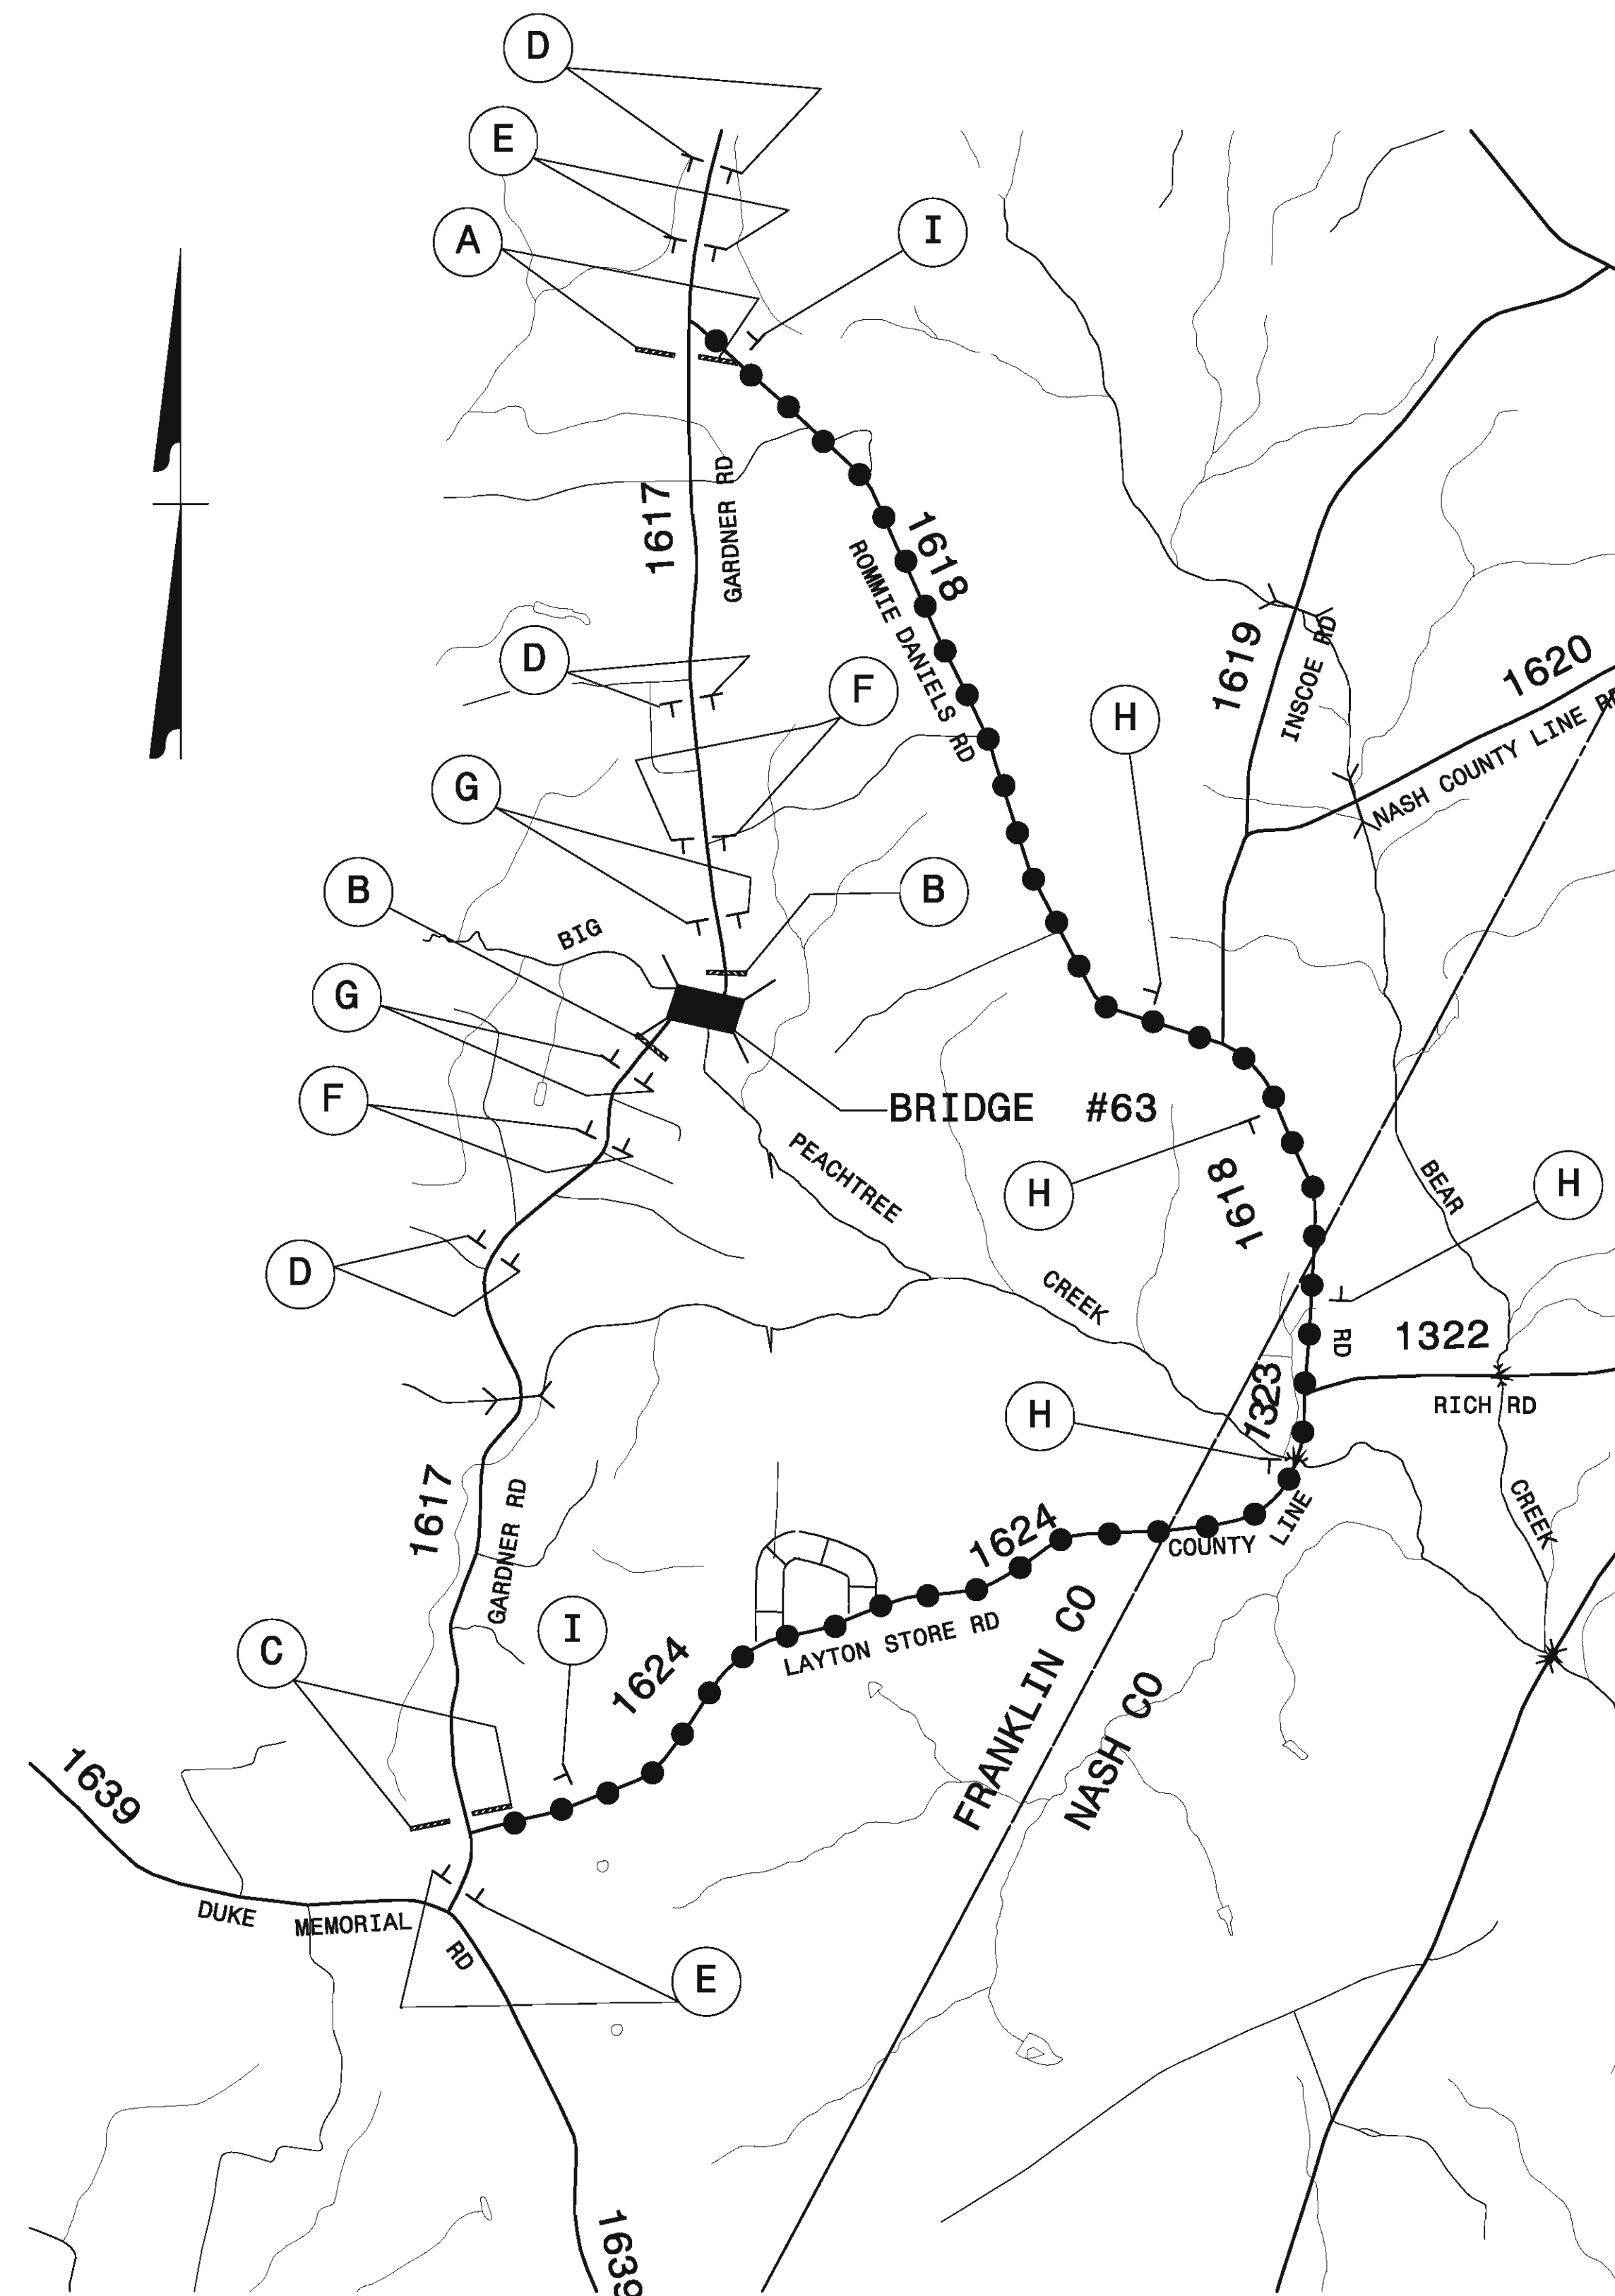 D
E
A
I
1617
GARDNER RD
1618
ROMMIE DANIELS RD
1619
INSCOE RD
1620
NASH COUNTY LINE RD
D
F
H
G
B
B
BIG
G
F
BRIDGE #63
PEACHTREE
H
1618
BEAR
H
D
CREEK
RD
1322
RICH RD
1323
H
CREEK
1617
GARDNER RD
1624
COUNTY
LINE
I
C
1624
LAYTON STORE RD
FRANKLIN CO
NASH CO
1639
DUKE
MEMORIAL
RD
E
1639